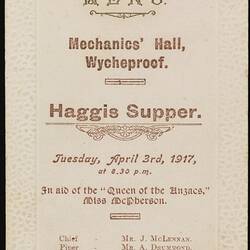 MENU.
Mechanics' Hall,
Wycheproof.
Haggis Supper.
Tuesday, April 3rd, 1917,
at 8.30 p.m.
In aid of the "Queen of the Anzacs,"
Miss McPherson.
Chief - Mr. J. McLennan.
Piper - Mr. A. Drummond.